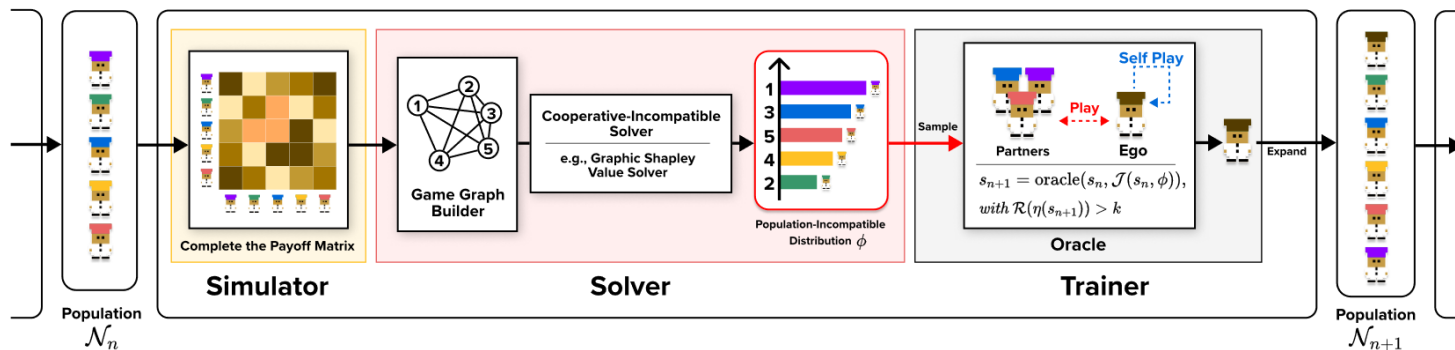 Population
𝒩n
Complete the Payoff Matrix
Simulator
1
2
3
4
5
Game Graph
Builder
Cooperative-Incompatible
Solver
e.g., Graphic Shapley
Value Solver
1
3
5
4
2
Population-Incompatible
Distribution ϕ
Solver
Sample
Self Play
Play
Partners
Ego
sn+1 = oracle(sn, 𝒥(sn, ϕ)),
with ℛ(η(sn+1)) > k
Oracle
Trainer
Expand
Population
𝒩n+1